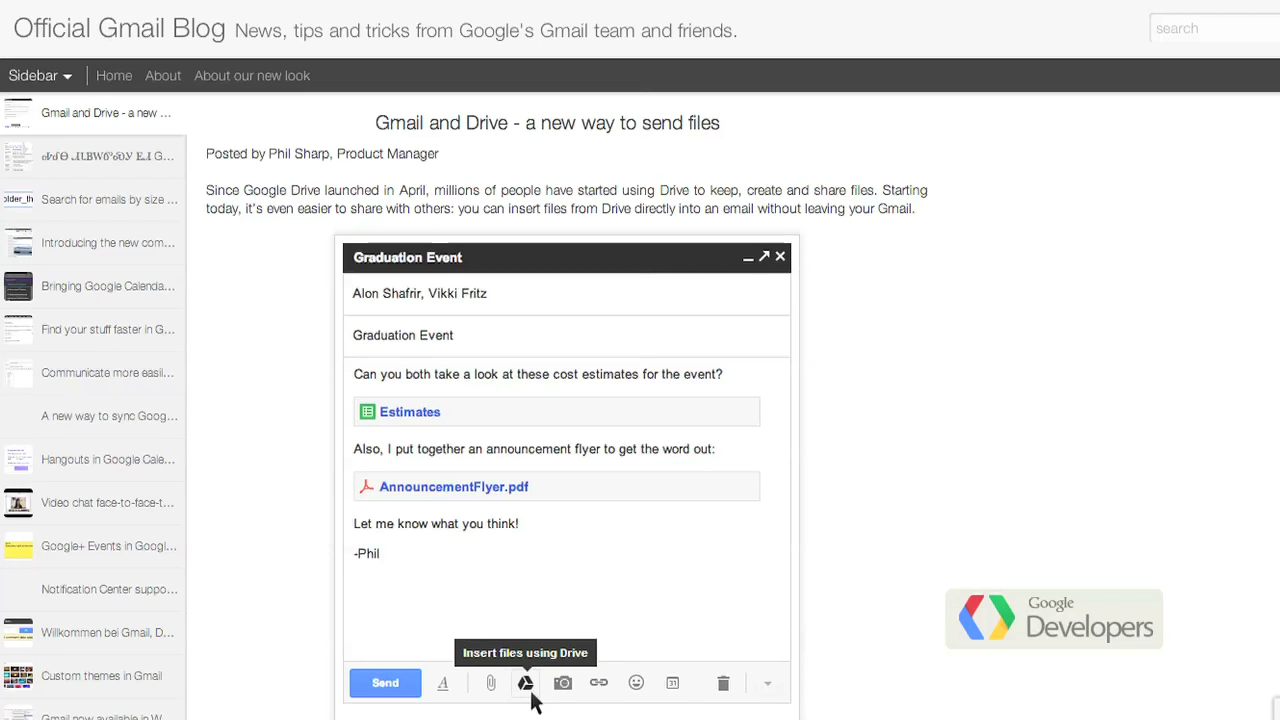 Official Gmail Blog News, tips and tricks from Google's Gmail team and friends.
search
Sidebar Home About About our new look
Gmail and Drive - a new ...
Search for emails by size ...
Introducing the new com...
Bringing Google Calenda...
Find your stuff faster in G...
Communicate more easil...
A new way to sync Goog...
Hangouts in Google Cale...
Video chat face-to-face-t...
Google+ Events in Googl...
Notification Center suppo...
Willkommen bei Gmail, D...
Custom themes in Gmail
Gmail now available in W...
Gmail and Drive - a new way to send files
Posted by Phil Sharp, Product Manager
Since Google Drive launched in April, millions of people have started using Drive to keep, create and share files. Starting
today, it's even easier to share with others: you can insert files from Drive directly into an email without leaving your Gmail.
Graduation Event
Alon Shafrir, Vikki Fritz
Graduation Event
Can you both take a look at these cost estimates for the event?
Estimates
Also, I put together an announcement flyer to get the word out:
AnnouncementFlyer.pdf
Let me know what you think!
-Phil
Insert files using Drive
Send
31
Google
Developers